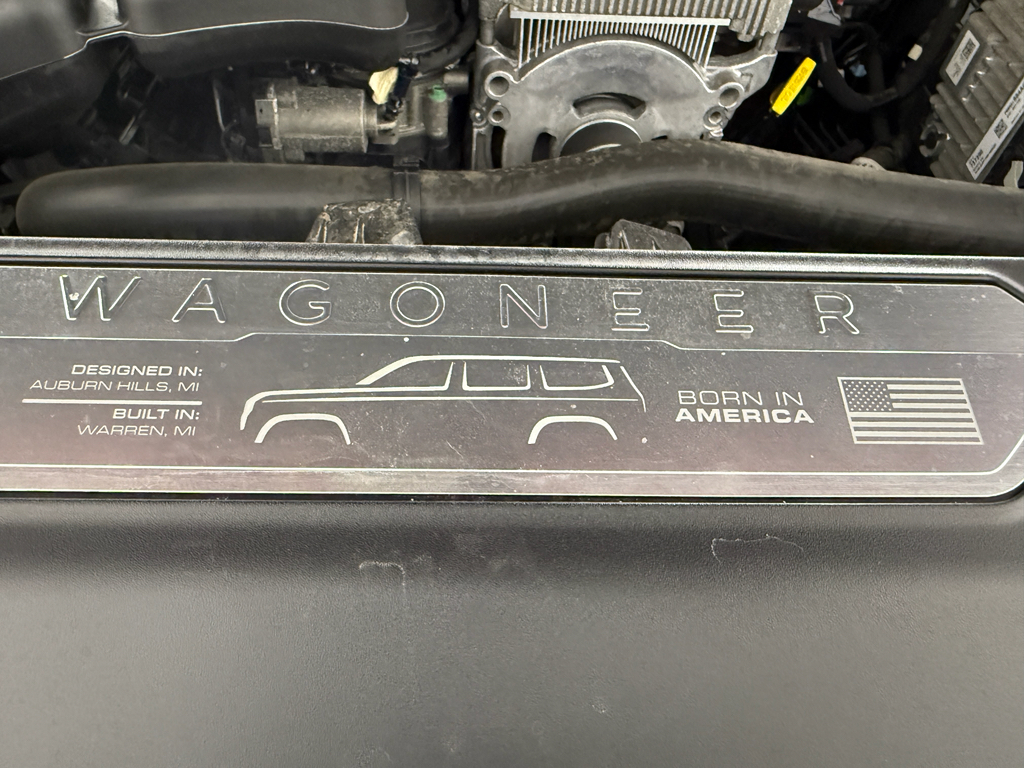 WAGONEER
DESIGNED IN:
AUBURN HILLS, MI
BUILT IN:
WARREN, MI
BORN IN
AMERICA